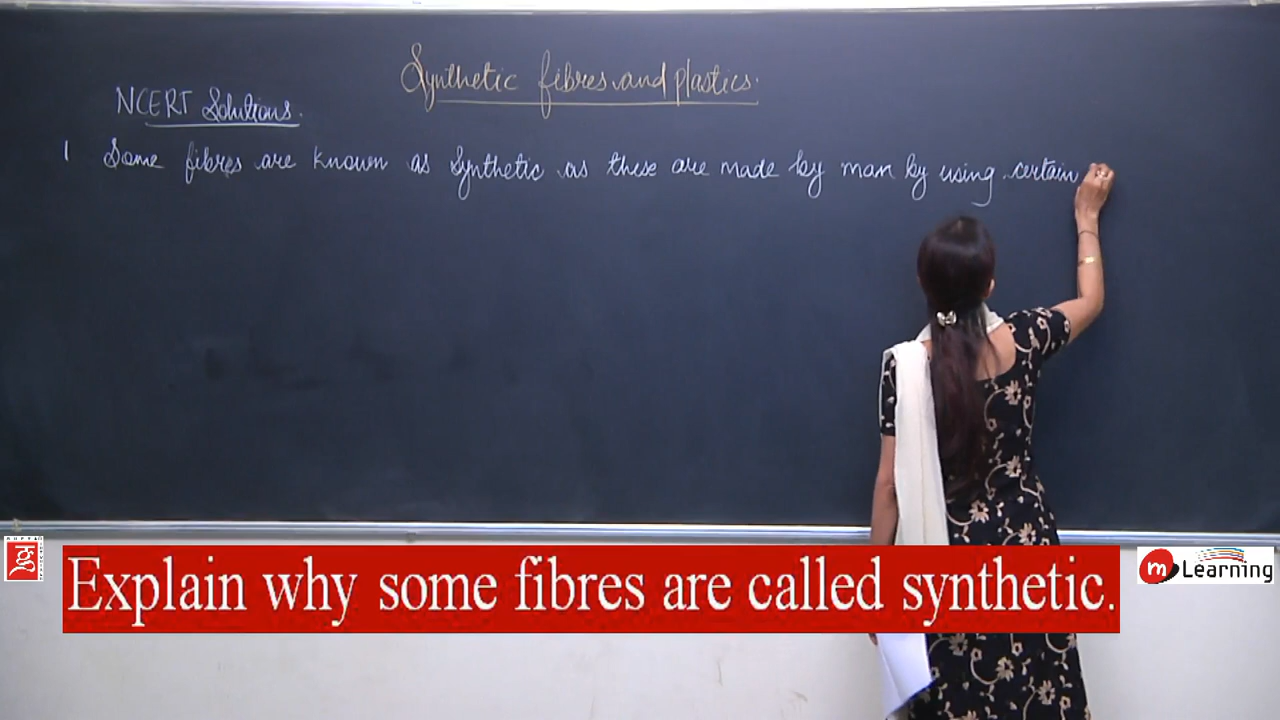 Synthetic fibres and plastics.
NCERT Solutions.
1 Some fibres are known as Synthetic as these are made by man by using certain
Explain why some fibres are called synthetic.
m Learning